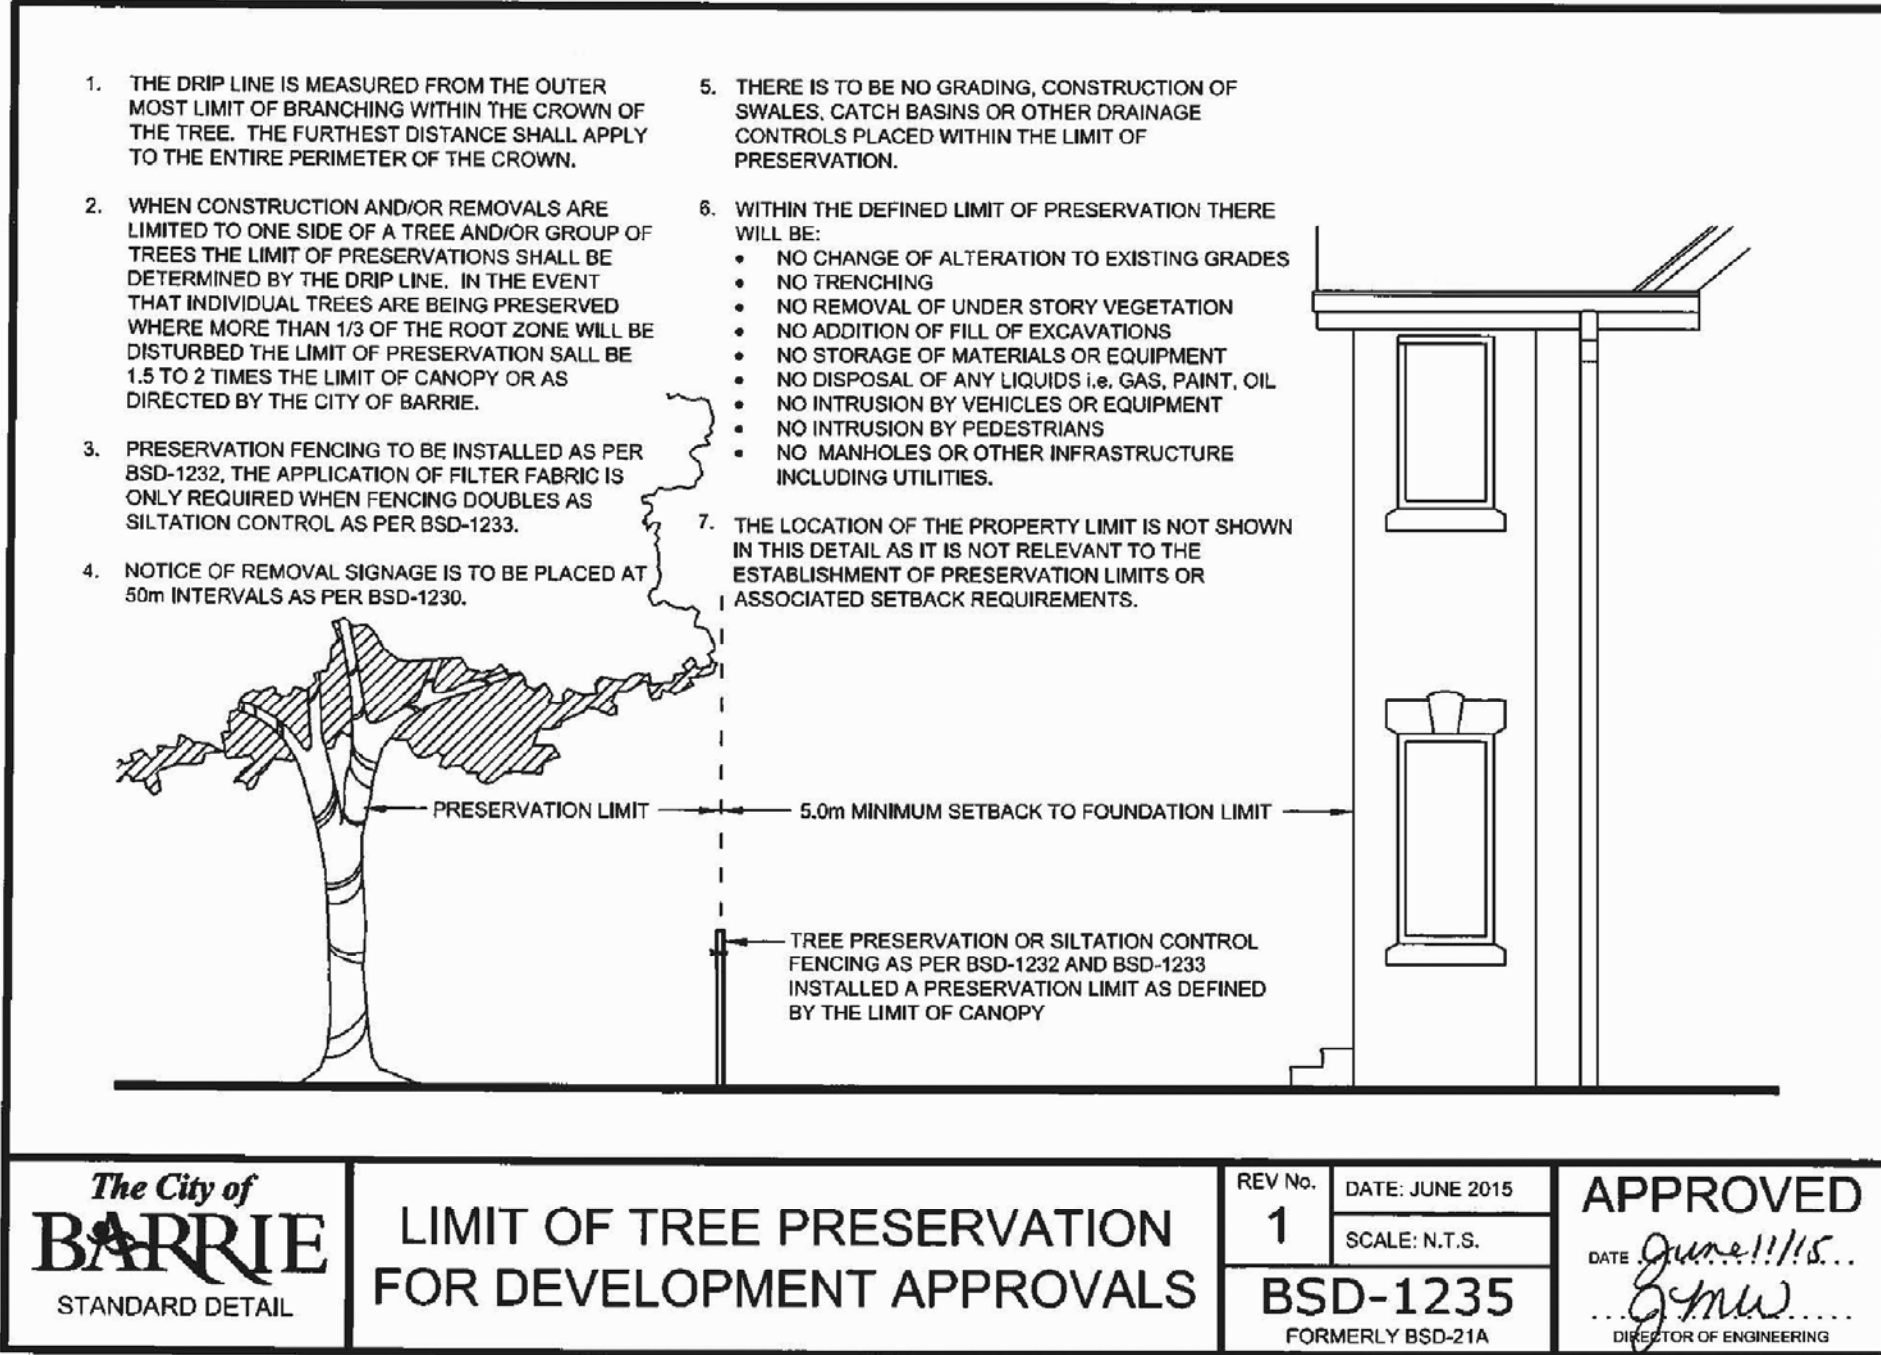 1. THE DRIP LINE IS MEASURED FROM THE OUTER
MOST LIMIT OF BRANCHING WITHIN THE CROWN OF
THE TREE. THE FURTHEST DISTANCE SHALL APPLY
TO THE ENTIRE PERIMETER OF THE CROWN.
2. WHEN CONSTRUCTION AND/OR REMOVALS ARE
LIMITED TO ONE SIDE OF A TREE AND/OR GROUP OF
TREES THE LIMIT OF PRESERVATIONS SHALL BE
DETERMINED BY THE DRIP LINE. IN THE EVENT
THAT INDIVIDUAL TREES ARE BEING PRESERVED
WHERE MORE THAN 1/3 OF THE ROOT ZONE WILL BE
DISTURBED THE LIMIT OF PRESERVATION SALL BE
1.5 TO 2 TIMES THE LIMIT OF CANOPY OR AS
DIRECTED BY THE CITY OF BARRIE.
3. PRESERVATION FENCING TO BE INSTALLED AS PER
BSD-1232, THE APPLICATION OF FILTER FABRIC IS
ONLY REQUIRED WHEN FENCING DOUBLES AS
SILTATION CONTROL AS PER BSD-1233.
4. NOTICE OF REMOVAL SIGNAGE IS TO BE PLACED AT
50m INTERVALS AS PER BSD-1230.
5. THERE IS TO BE NO GRADING, CONSTRUCTION OF
SWALES, CATCH BASINS OR OTHER DRAINAGE
CONTROLS PLACED WITHIN THE LIMIT OF
PRESERVATION.
6. WITHIN THE DEFINED LIMIT OF PRESERVATION THERE
WILL BE:
• NO CHANGE OF ALTERATION TO EXISTING GRADES
• NO TRENCHING
• NO REMOVAL OF UNDER STORY VEGETATION
• NO ADDITION OF FILL OF EXCAVATIONS
• NO STORAGE OF MATERIALS OR EQUIPMENT
• NO DISPOSAL OF ANY LIQUIDS i.e. GAS, PAINT, OIL
• NO INTRUSION BY VEHICLES OR EQUIPMENT
• NO INTRUSION BY PEDESTRIANS
• NO MANHOLES OR OTHER INFRASTRUCTURE
INCLUDING UTILITIES.
7. THE LOCATION OF THE PROPERTY LIMIT IS NOT SHOWN
IN THIS DETAIL AS IT IS NOT RELEVANT TO THE
ESTABLISHMENT OF PRESERVATION LIMITS OR
ASSOCIATED SETBACK REQUIREMENTS.
PRESERVATION LIMIT
5.0m MINIMUM SETBACK TO FOUNDATION LIMIT
TREE PRESERVATION OR SILTATION CONTROL
FENCING AS PER BSD-1232 AND BSD-1233
INSTALLED A PRESERVATION LIMIT AS DEFINED
BY THE LIMIT OF CANOPY
The City of
BARRIE
STANDARD DETAIL
LIMIT OF TREE PRESERVATION
FOR DEVELOPMENT APPROVALS
REV No.
1
DATE: JUNE 2015
SCALE: N.T.S.
BSD-1235
FORMERLY BSD-21A
APPROVED
DATE June 11/15
DIRECTOR OF ENGINEERING